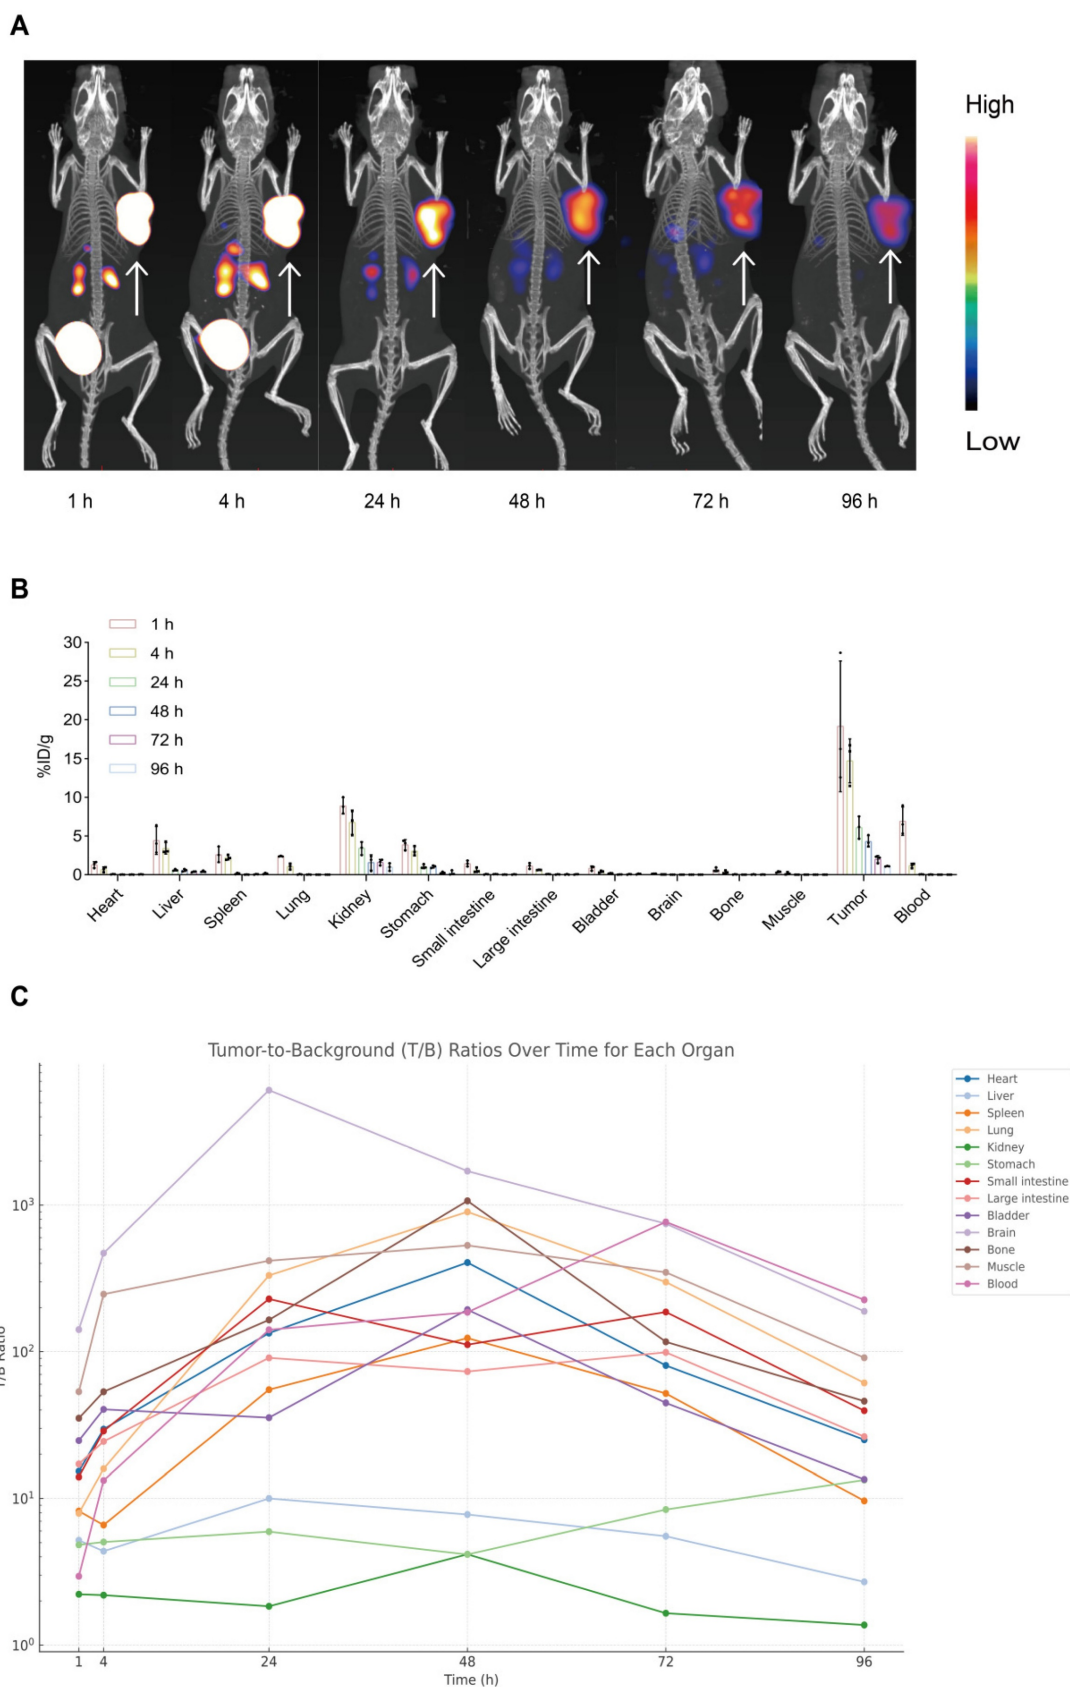 A
High
Low
1 h
4 h
24 h
48 h
72 h
96 h
B
1 h
4 h
24 h
48 h
72 h
96 h
30
25
20
15
10
5
0
%ID/g
Heart
Liver
Spleen
Lung
Kidney
Stomach
Small intestine
Large intestine
Bladder
Brain
Bone
Muscle
Tumor
Blood
C
Tumor-to-Background (T/B) Ratios Over Time for Each Organ
Heart
Liver
Spleen
Lung
Kidney
Stomach
Small intestine
Large intestine
Bladder
Brain
Bone
Muscle
Blood
10³
10²
10¹
10⁰
Ratio
1 4 24 48 72 96
Time (h)